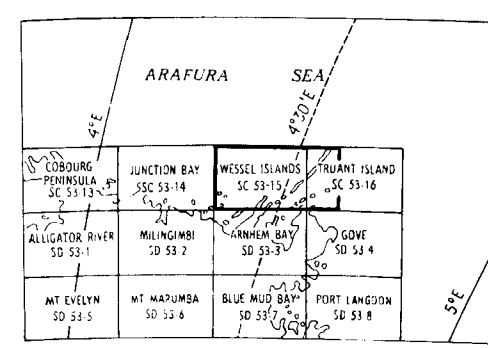 ARAFURA SEA
4°E
4°30'E
COBOURG
PENINSULA
SC 53-13
JUNCTION BAY
SC 53-14
WESSEL ISLANDS
SC 53-15
TRUANT ISLAND
SC 53-16
ALLIGATOR RIVER
SD 53-1
MILINGIMBI
SD 53-2
ARNHEM BAY
SD 53-3
GOVE
SD 53 4
MT EVELYN
SD 53-5
MT MARUMBA
SD 53-6
BLUE MUD BAY
SD 53-7
PORT LANGDON
SD 53 8
5°E